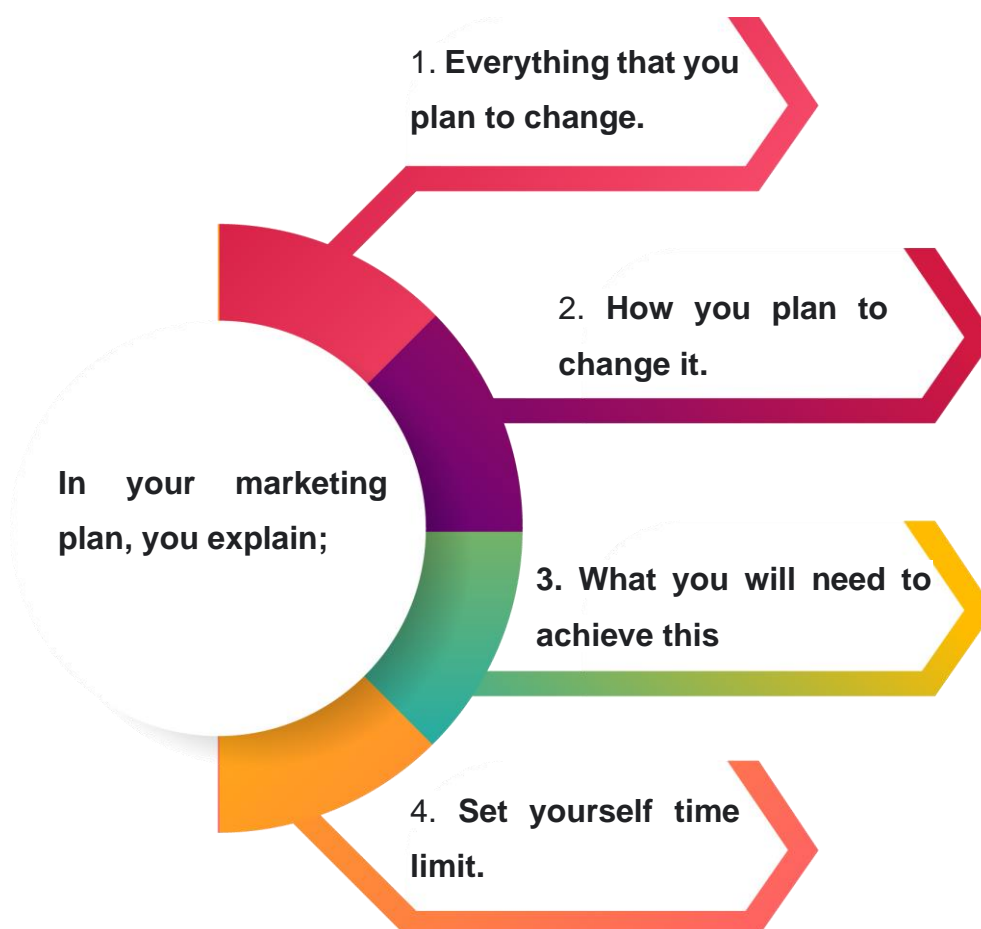 1. Everything that you
plan to change.
2. How you plan to
change it.
In your marketing
plan, you explain;
3. What you will need to
achieve this
4. Set yourself time
limit.